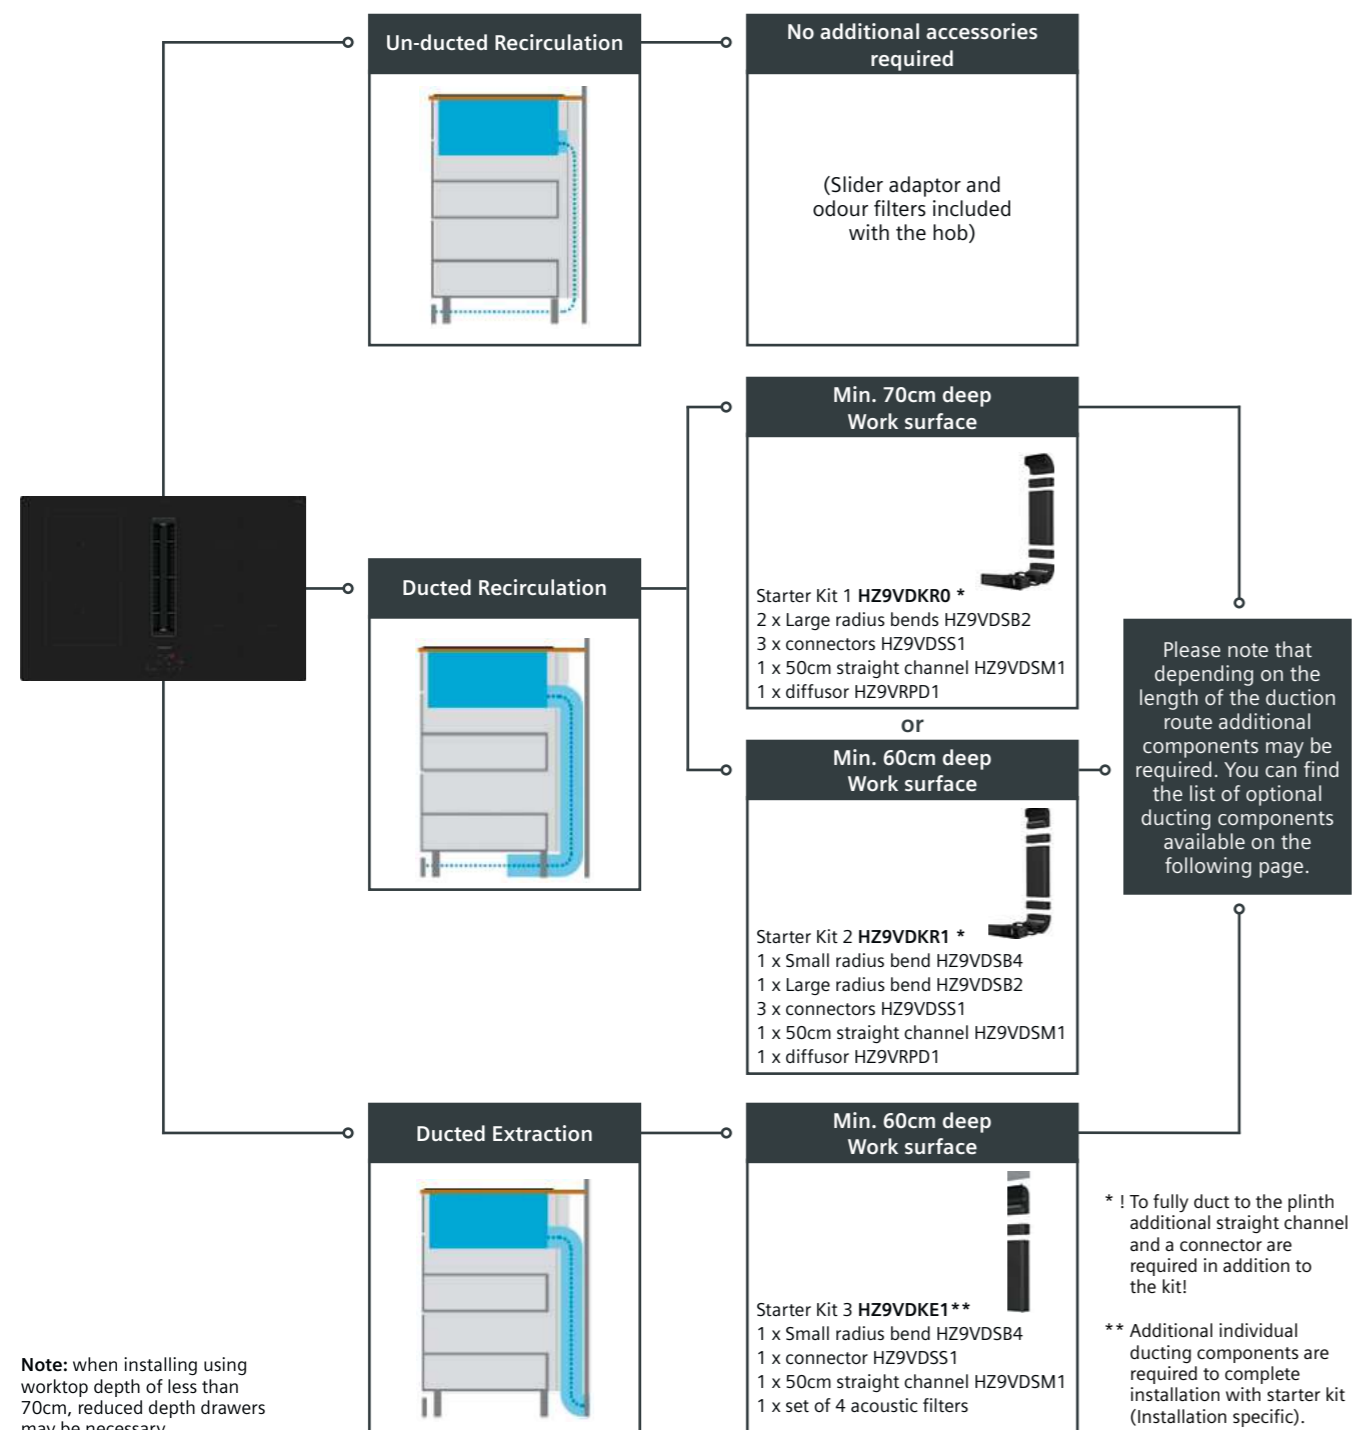 Un-ducted Recirculation
No additional accessories
required
(Slider adaptor and
odour filters included
with the hob)
Ducted Recirculation
Min. 70cm deep
Work surface
Starter Kit 1 HZ9VDKR0 *
2 x Large radius bends HZ9VDSB2
3 x connectors HZ9VDSS1
1 x 50cm straight channel HZ9VDSM1
1 x diffusor HZ9VRPD1
or
Min. 60cm deep
Work surface
Starter Kit 2 HZ9VDKR1 *
1 x Small radius bend HZ9VDSB4
1 x Large radius bend HZ9VDSB2
3 x connectors HZ9VDSS1
1 x 50cm straight channel HZ9VDSM1
1 x diffusor HZ9VRPD1
Please note that
depending on the
length of the duction
route additional
components may be
required. You can find
the list of optional
ducting components
available on the
following page.
Ducted Extraction
Min. 60cm deep
Work surface
Starter Kit 3 HZ9VDKE1**
1 x Small radius bend HZ9VDSB4
1 x connector HZ9VDSS1
1 x 50cm straight channel HZ9VDSM1
1 x set of 4 acoustic filters
* ! To fully duct to the plinth
additional straight channel
and a connector are
required in addition to
the kit!
** Additional individual
ducting components are
required to complete
installation with starter kit
(Installation specific).
Note: when installing using
worktop depth of less than
70cm, reduced depth drawers
may be necessary